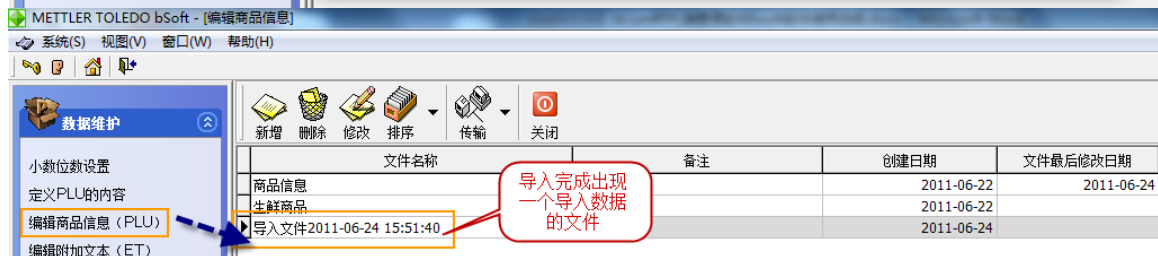 METTLER TOLEDO bSoft - [编辑商品信息]
系统(S) 视图(V) 窗口(W) 帮助(H)
数据维护
新增 删除 修改 排序 传输 关闭
小数位数设置
定义PLU的内容
编辑商品信息（PLU）
编辑附加文本（ET）
文件名称 备注 创建日期 文件最后修改日期
商品信息 2011-06-22 2011-06-24
生鲜商品 2011-06-22
导入文件2011-06-24 15:51:40 2011-06-24
导入完成出现
一个导入数据
的文件